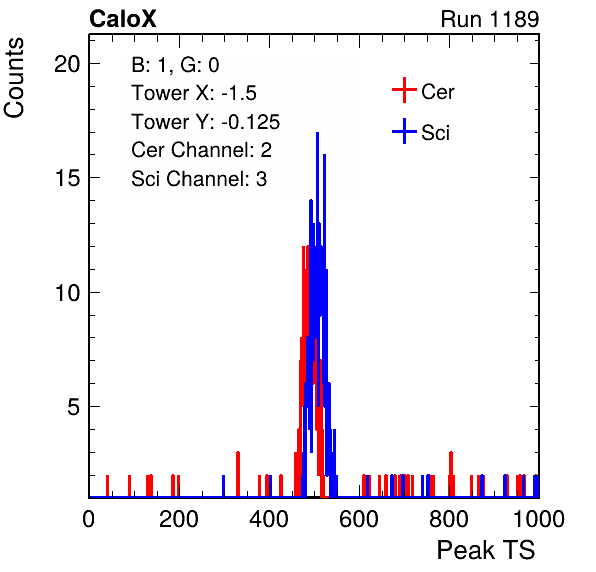 CaloX Run 1189
Counts
B: 1, G: 0
Tower X: -1.5
Tower Y: -0.125
Cer Channel: 2
Sci Channel: 3
Cer
Sci
20
15
10
5
0 200 400 600 800 1000
Peak TS